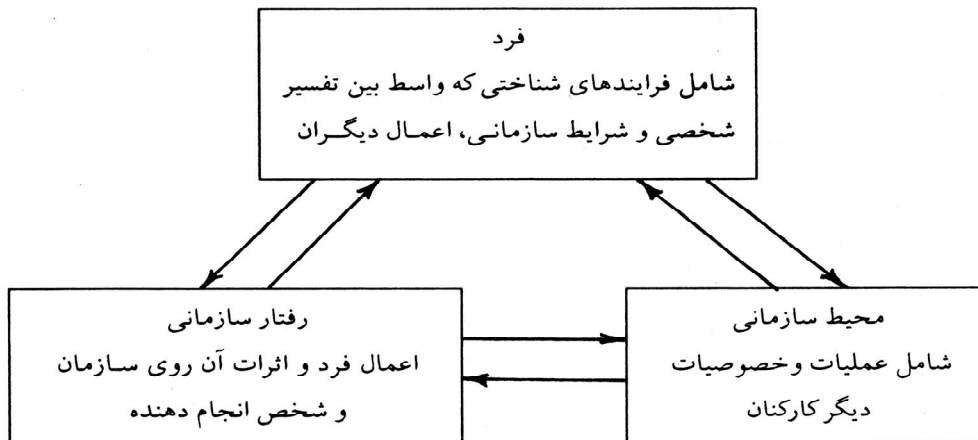 فرد
شامل فرایندهای شناختی که واسط بین تفسیر
شخصی و شرایط سازمانی، اعمال دیگران
محیط سازمانی
شامل عملیات و خصوصیات
دیگر کارکنان
رفتار سازمانی
اعمال فرد و اثرات آن روی سازمان
و شخص انجام دهنده